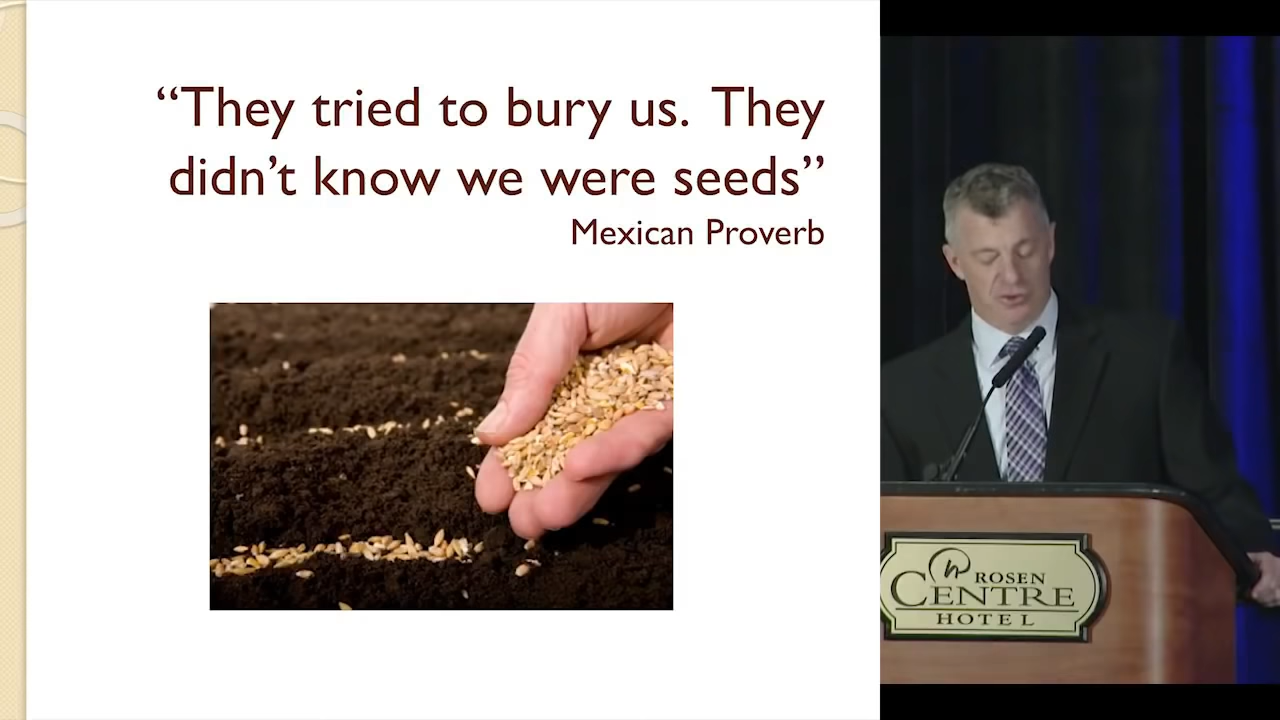 “They tried to bury us. They
didn’t know we were seeds”
Mexican Proverb
ROSEN
CENTRE
HOTEL